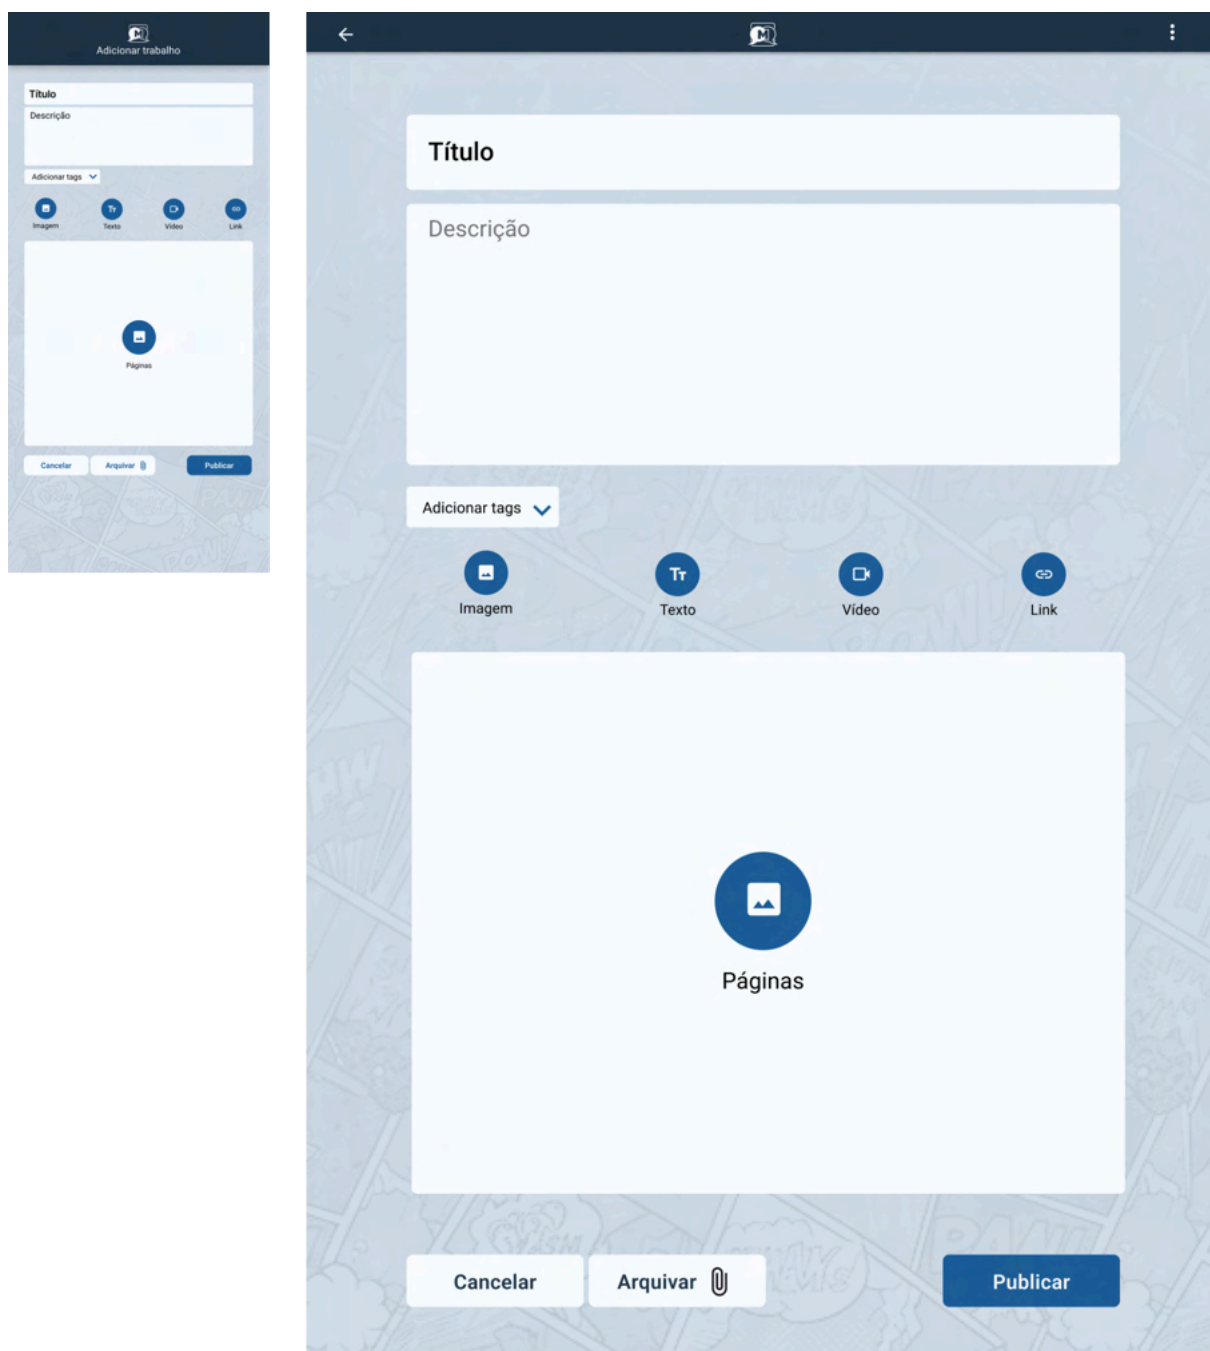 Adicionar trabalho
Título
Descrição
Adicionar tags
Imagem Texto Vídeo Link
Páginas
Cancelar Arquivar Publicar
Título
Descrição
Adicionar tags
Imagem Texto Vídeo Link
Páginas
Cancelar Arquivar Publicar
POW!